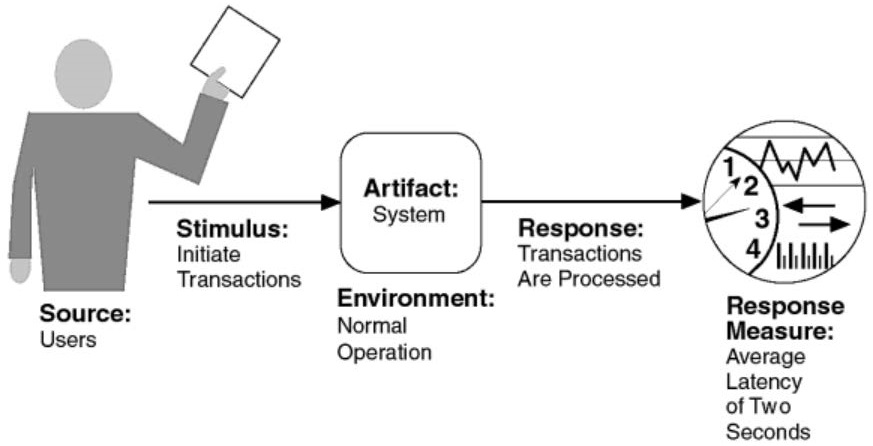 Source:
Users
Stimulus:
Initiate
Transactions
Artifact:
System
Environment:
Normal
Operation
Response:
Transactions
Are Processed
1
2
3
4
Response
Measure:
Average
Latency
of Two
Seconds